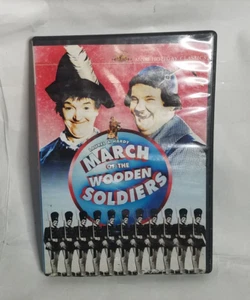 MARCH
OF THE
WOODEN
SOLDIERS